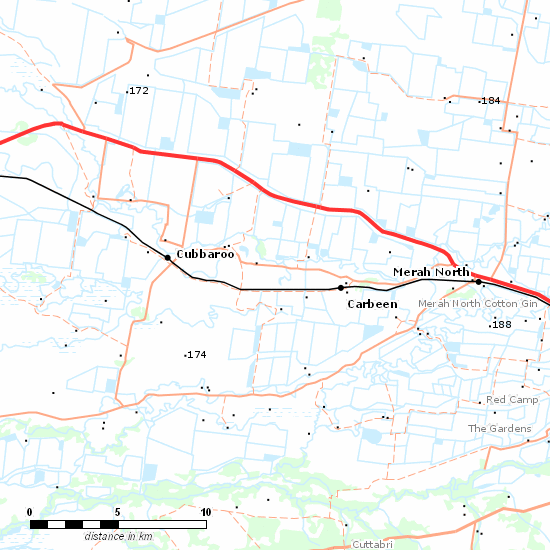 172
184
Cubbaroo
Merah North
Carbeen
Merah North Cotton Gin
188
174
Red Camp
The Gardens
0 5 10
distance in km
Cuttabri